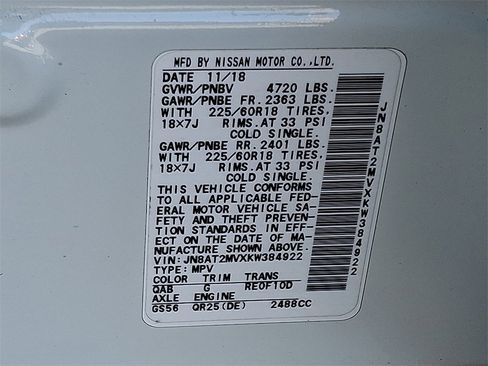 MFD BY NISSAN MOTOR CO.,LTD.
DATE 11/18
GVWR/PNBV 4720 LBS.
GAWR/PNBE FR. 2363 LBS.
WITH 225/60R18 TIRES,
18x7J RIMS.AT 33 PSI
COLD SINGLE.
GAWR/PNBE RR. 2401 LBS.
WITH 225/60R18 TIRES,
18x7J RIMS.AT 33 PSI
COLD SINGLE.
THIS VEHICLE CONFORMS
TO ALL APPLICABLE FED-
ERAL MOTOR VEHICLE SA-
FETY AND THEFT PREVEN-
TION STANDARDS IN EFF-
ECT ON THE DATE OF MA-
NUFACTURE SHOWN ABOVE.
VIN:JN8AT2MVXKW384922
TYPE:MPV
COLOR TRIM TRANS
QAB G RE0F10D
AXLE ENGINE
GS56 QR25(DE) 2488CC
JN8AT2MVXKW384922